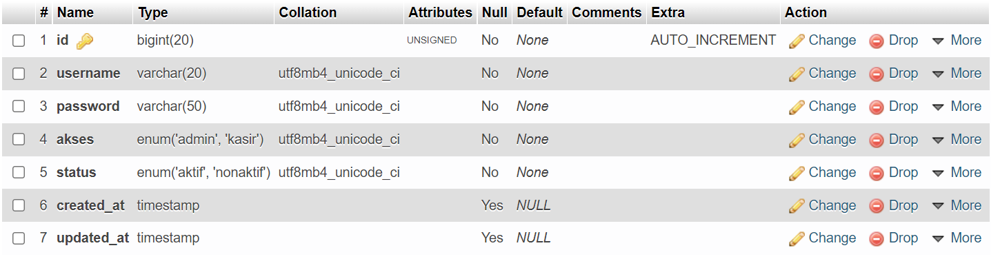 # Name Type Collation Attributes Null Default Comments Extra Action
1 id bigint(20) UNSIGNED No None AUTO_INCREMENT Change Drop More
2 username varchar(20) utf8mb4_unicode_ci No None Change Drop More
3 password varchar(50) utf8mb4_unicode_ci No None Change Drop More
4 akses enum('admin', 'kasir') utf8mb4_unicode_ci No None Change Drop More
5 status enum('aktif', 'nonaktif') utf8mb4_unicode_ci No None Change Drop More
6 created_at timestamp Yes NULL Change Drop More
7 updated_at timestamp Yes NULL Change Drop More